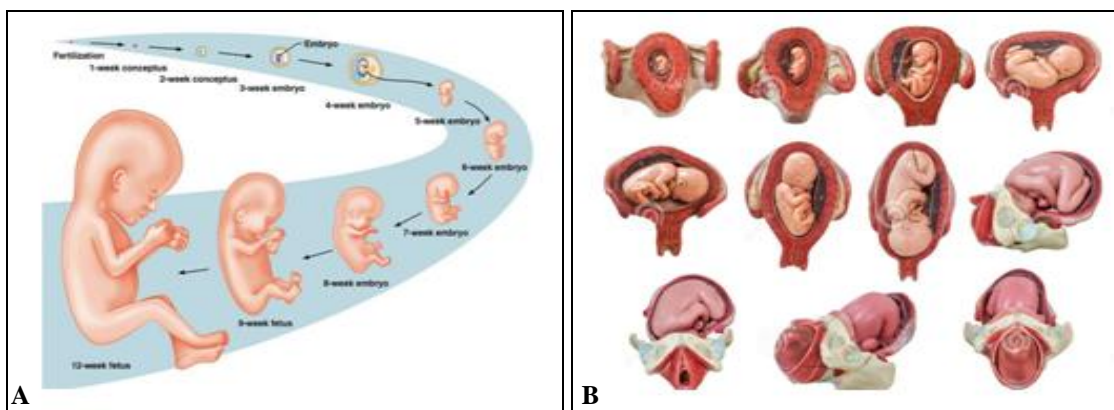 Fertilization
Embryo
1-week conceptus
2-week conceptus
3-week embryo
4-week embryo
5-week embryo
6-week embryo
7-week embryo
8-week embryo
9-week fetus
12-week fetus
A
B